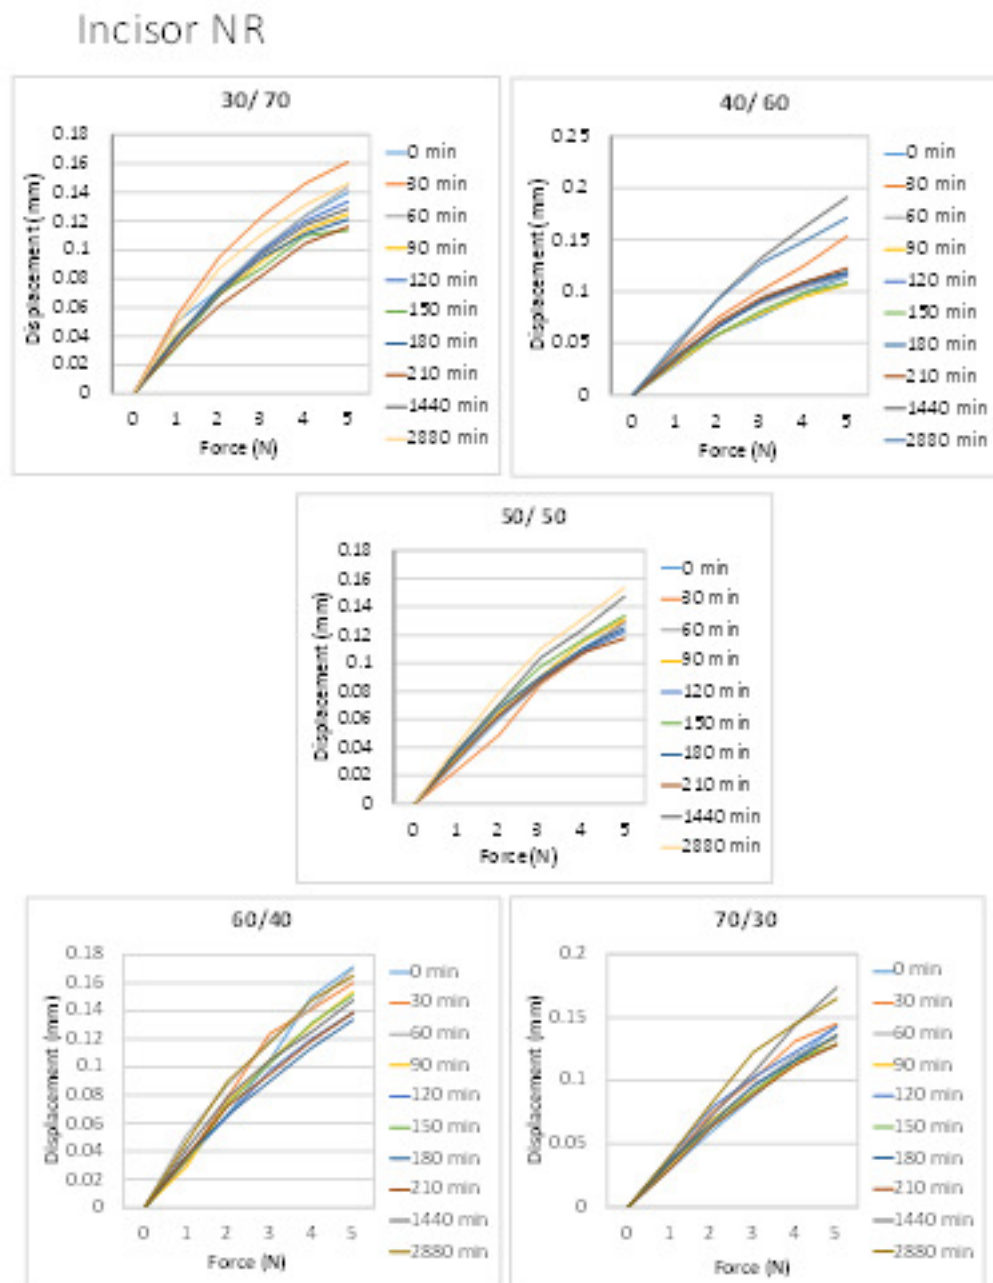 Incisor NR
30/ 70
Displacement (mm)
0.18
0.16
0.14
0.12
0.1
0.08
0.06
0.04
0.02
0
0 1 2 3 4 5
Force (N)
0 min
30 min
60 min
90 min
120 min
150 min
180 min
210 min
1440 min
2880 min
40/ 60
Displacement (mm)
0.25
0.2
0.15
0.1
0.05
0
0 1 2 3 4 5
Force (N)
0 min
30 min
60 min
90 min
120 min
150 min
180 min
210 min
1440 min
2880 min
50/ 50
Displacement (mm)
0.18
0.16
0.14
0.12
0.1
0.08
0.06
0.04
0.02
0
0 1 2 3 4 5
Force(N)
0 min
30 min
60 min
90 min
120 min
150 min
180 min
210 min
1440 min
2880 min
60/40
Displacement (mm)
0.18
0.16
0.14
0.12
0.1
0.08
0.06
0.04
0.02
0
0 1 2 3 4 5
Force (N)
0 min
30 min
60 min
90 min
120 min
150 min
180 min
210 min
1440 min
2880 min
70/30
Displacement (mm)
0.2
0.15
0.1
0.05
0
0 1 2 3 4 5
Force (N)
0 min
30 min
60 min
90 min
120 min
150 min
180 min
210 min
1440 min
2880 min